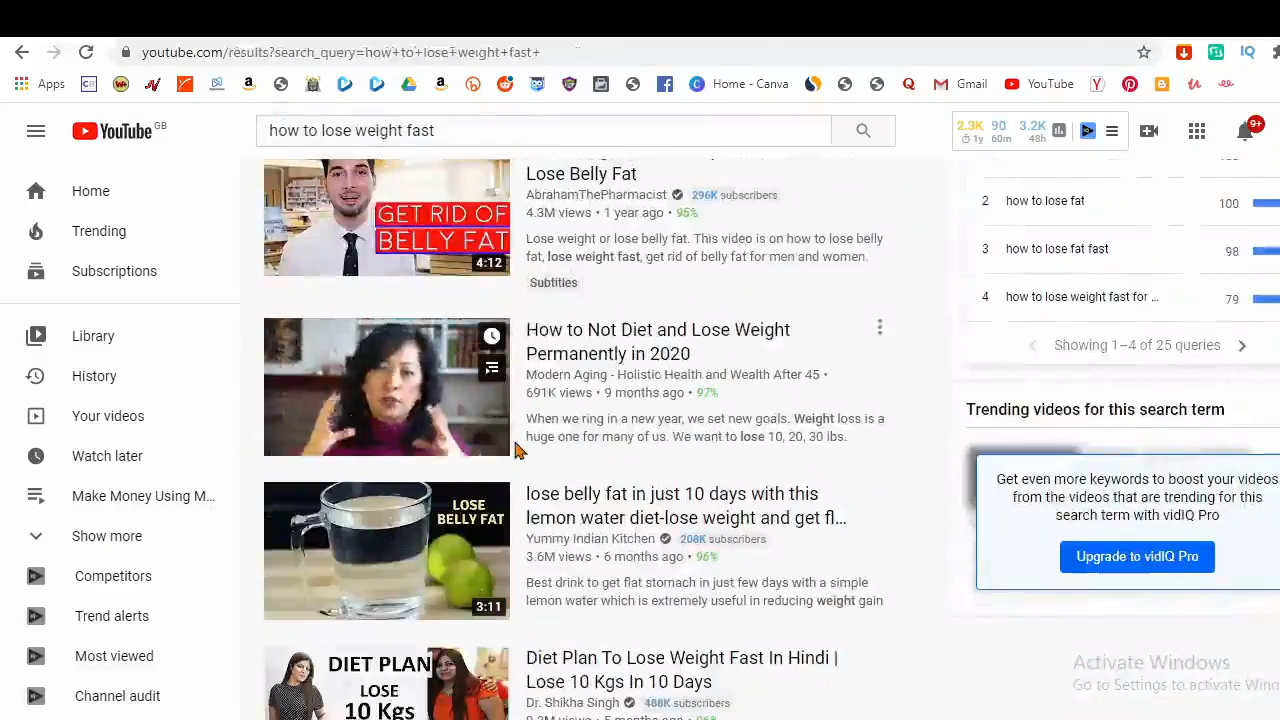 youtube.com/results?search_query=how+to+lose+weight+fast+
Apps
Home - Canva
Gmail
YouTube
YouTube GB
how to lose weight fast
2.3K 90 3.2K
1y 60m 48h
9+
Home
Trending
Subscriptions
Library
History
Your videos
Watch later
Make Money Using M...
Show more
Competitors
Trend alerts
Most viewed
Channel audit
GET RID OF
BELLY FAT
4:12
Lose Belly Fat
AbrahamThePharmacist 296K subscribers
4.3M views • 1 year ago • 95%
Lose weight or lose belly fat. This video is on how to lose belly
fat, lose weight fast, get rid of belly fat for men and women.
Subtitles
How to Not Diet and Lose Weight
Permanently in 2020
Modern Aging - Holistic Health and Wealth After 45 •
691K views • 9 months ago • 97%
When we ring in a new year, we set new goals. Weight loss is a
huge one for many of us. We want to lose 10, 20, 30 lbs.
LOSE
BELLY FAT
3:11
lose belly fat in just 10 days with this
lemon water diet-lose weight and get fl...
Yummy Indian Kitchen 208K subscribers
3.6M views • 6 months ago • 96%
Best drink to get flat stomach in just few days with a simple
lemon water which is extremely useful in reducing weight gain
DIET PLAN
LOSE
10 Kgs
Diet Plan To Lose Weight Fast In Hindi |
Lose 10 Kgs In 10 Days
Dr. Shikha Singh 488K subscribers
2 how to lose fat 100
3 how to lose fat fast 98
4 how to lose weight fast for ... 79
Showing 1–4 of 25 queries
Trending videos for this search term
Get even more keywords to boost your videos
from the videos that are trending for this
search term with vidIQ Pro
Upgrade to vidIQ Pro
Activate Windows
Go to Settings to activate Wind